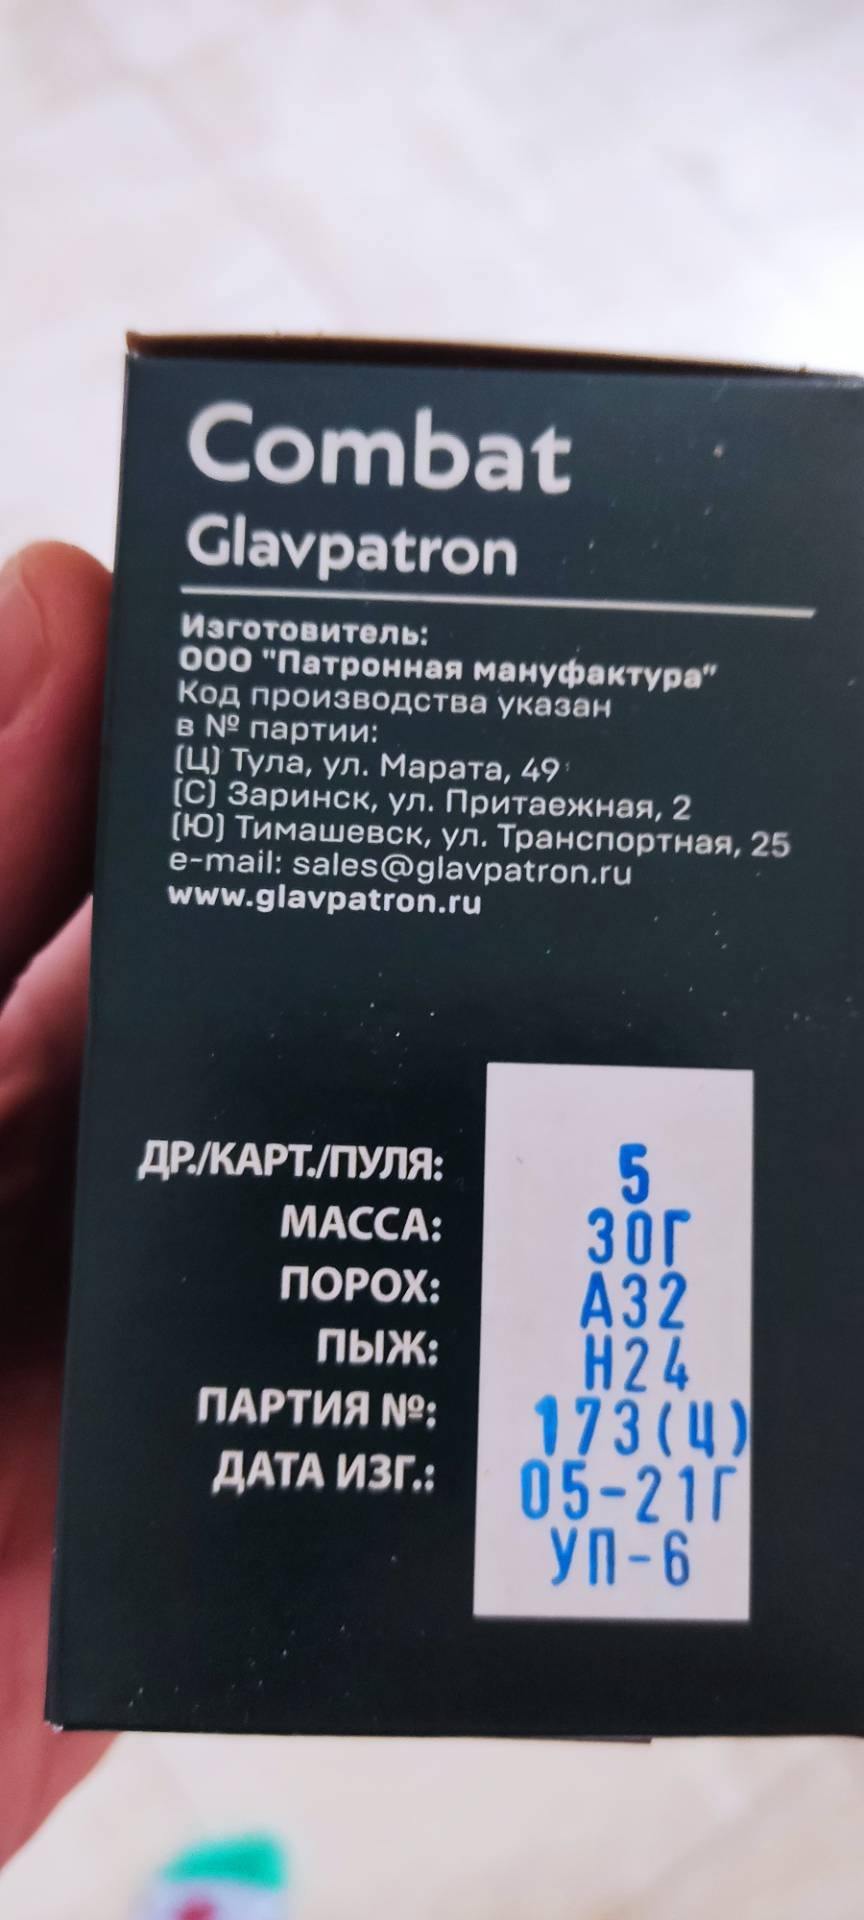 Combat
Glavpatron
Изготовитель:
ООО "Патронная мануфактура"
Код производства указан
в № партии:
(Ц) Тула, ул. Марата, 49
(С) Заринск, ул. Притаежная, 2
(Ю) Тимашевск, ул. Транспортная, 25
e-mail: sales@glavpatron.ru
www.glavpatron.ru
ДР./КАРТ./ПУЛЯ: 5
МАССА: 30Г
ПОРОХ: А32
ПЫЖ: Н24
ПАРТИЯ №: 173(Ц)
ДАТА ИЗГ.: 05-21Г
УП-6